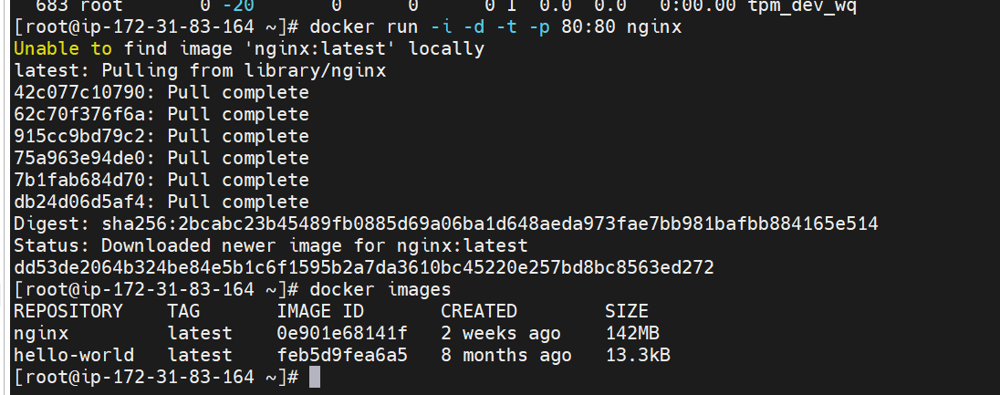 683 root 0 -20 0 0 0 I 0.0 0.0 0:00.00 tpm_dev_wq
[root@ip-172-31-83-164 ~]# docker run -i -d -t -p 80:80 nginx
Unable to find image 'nginx:latest' locally
latest: Pulling from library/nginx
42c077c10790: Pull complete
62c70f376f6a: Pull complete
915cc9bd79c2: Pull complete
75a963e94de0: Pull complete
7b1fab684d70: Pull complete
db24d06d5af4: Pull complete
Digest: sha256:2bcabc23b45489fb0885d69a06ba1d648aeda973fae7bb981bafbb884165e514
Status: Downloaded newer image for nginx:latest
dd53de2064b324be84e5b1c6f1595b2a7da3610bc45220e257bd8bc8563ed272
[root@ip-172-31-83-164 ~]# docker images
REPOSITORY TAG IMAGE ID CREATED SIZE
nginx latest 0e901e68141f 2 weeks ago 142MB
hello-world latest feb5d9fea6a5 8 months ago 13.3kB
[root@ip-172-31-83-164 ~]#